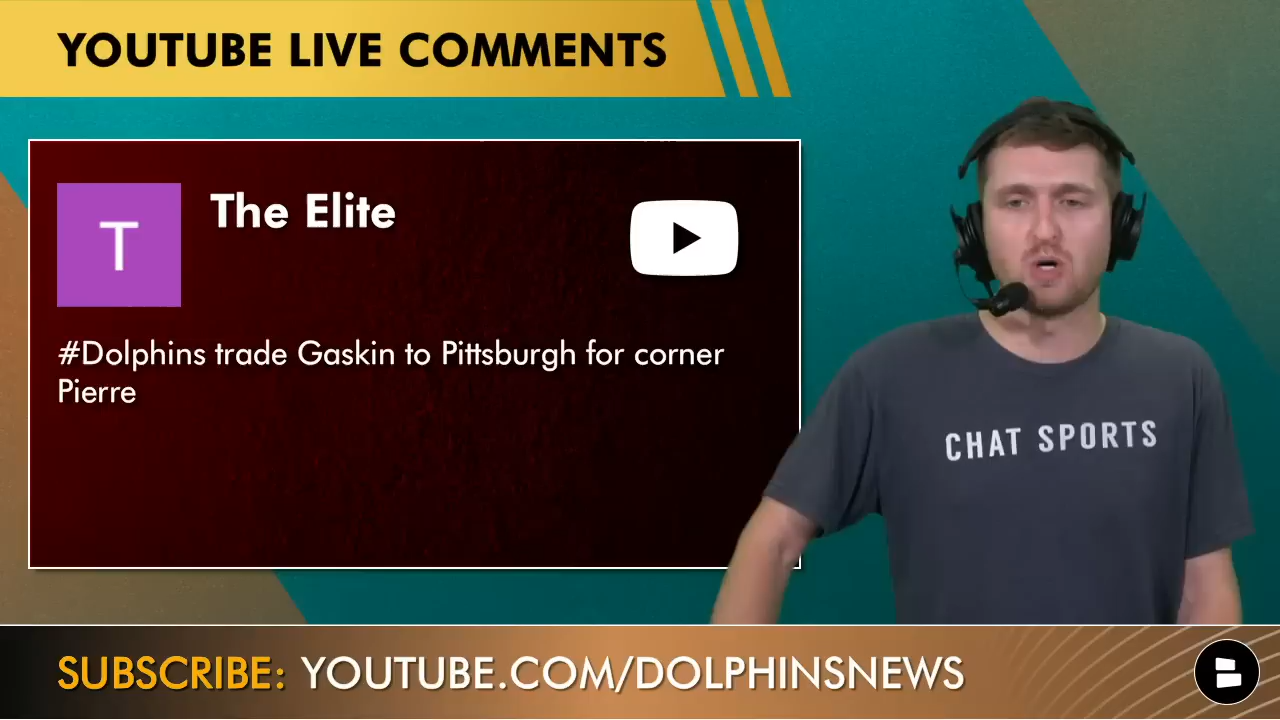 YOUTUBE LIVE COMMENTS
T
The Elite
#Dolphins trade Gaskin to Pittsburgh for corner
Pierre
CHAT SPORTS
SUBSCRIBE: YOUTUBE.COM/DOLPHINSNEWS